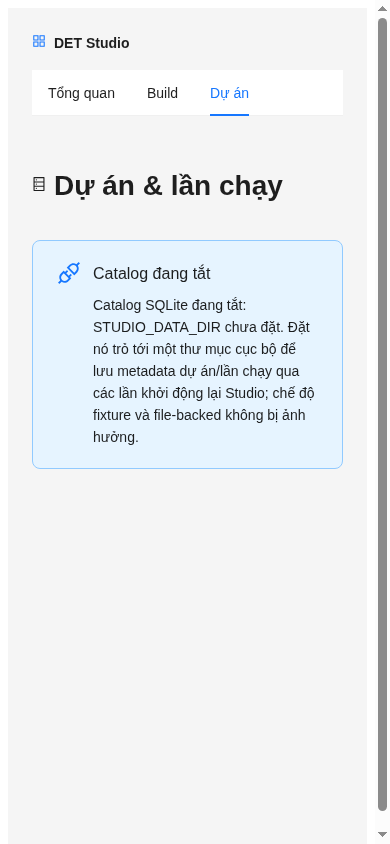 DET Studio
Tổng quan
Build
Dự án
Dự án & lần chạy
Catalog đang tắt
Catalog SQLite đang tắt:
STUDIO_DATA_DIR chưa đặt. Đặt
nó trỏ tới một thư mục cục bộ để
lưu metadata dự án/lần chạy qua
các lần khởi động lại Studio; chế độ
fixture và file-backed không bị ảnh
hưởng.